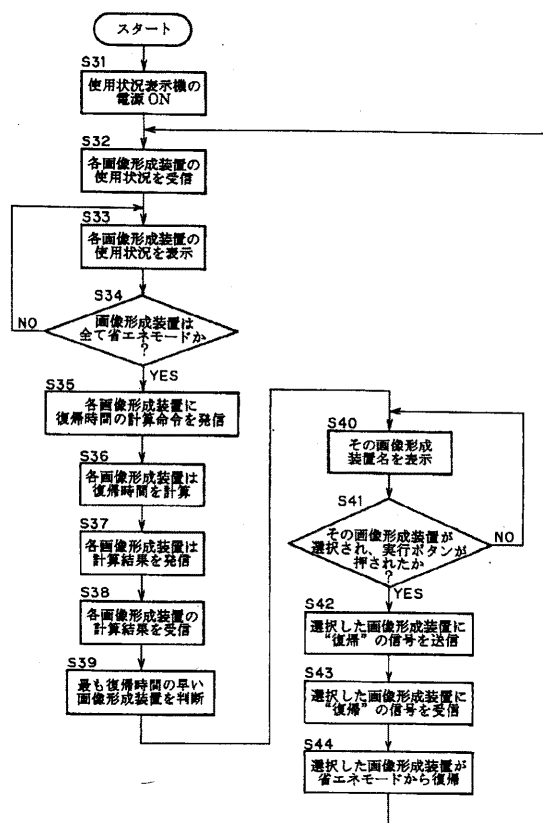 スタート
S31
使用状況表示機の
電源 ON
S32
各画像形成装置の
使用状況を受信
S33
各画像形成装置の
使用状況を表示
S34
画像形成装置は
全て省エネモードか
?
NO
YES
S35
各画像形成装置に
復帰時間の計算命令を発信
S36
各画像形成装置は
復帰時間を計算
S37
各画像形成装置は
計算結果を発信
S38
各画像形成装置の
計算結果を受信
S39
最も復帰時間の早い
画像形成装置を判断
S40
その画像形成
装置名を表示
S41
その画像形成装置が
選択され、実行ボタンが
押されたか
?
NO
YES
S42
選択した画像形成装置に
“復帰”の信号を送信
S43
選択した画像形成装置に
“復帰”の信号を受信
S44
選択した画像形成装置が
省エネモードから復帰